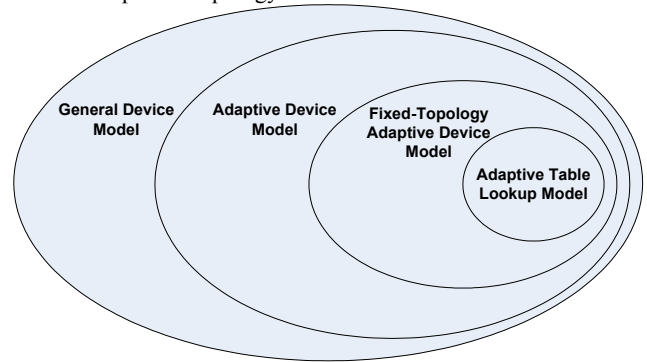 General Device
Model
Adaptive Device
Model
Fixed-Topology
Adaptive Device
Model
Adaptive Table
Lookup Model